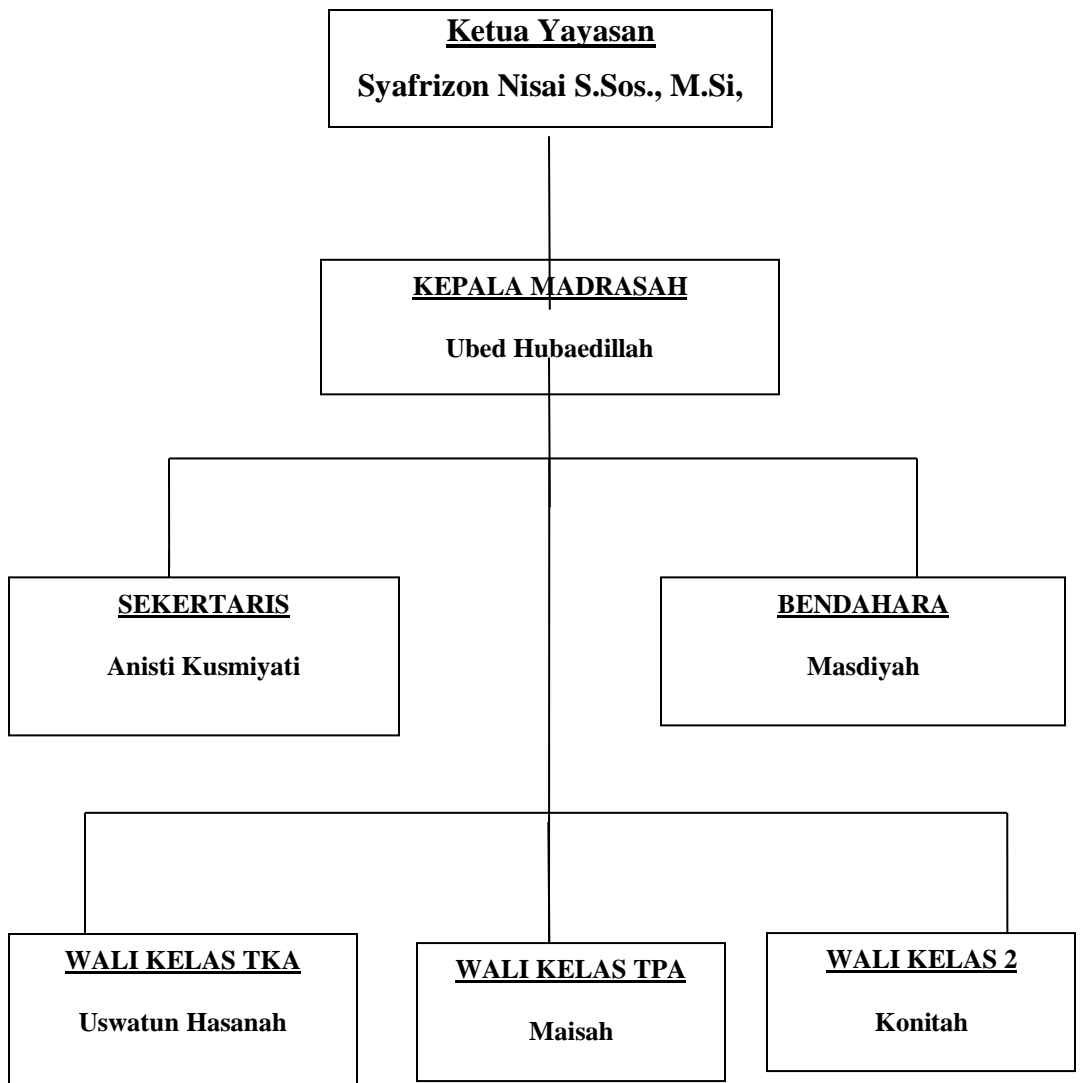 Ketua Yayasan
Syafrizon Nisai S.Sos., M.Si,
KEPALA MADRASAH
Ubed Hubaedillah
SEKERTARIS
Anisti Kusmiyati
BENDAHARA
Masdiyah
WALI KELAS TKA
Uswatun Hasanah
WALI KELAS TPA
Maisah
WALI KELAS 2
Konitah